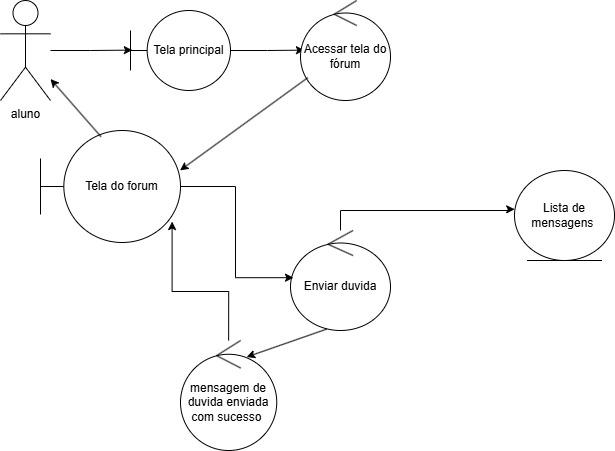 aluno
Tela principal
Acessar tela do
fórum
Tela do forum
Lista de
mensagens
Enviar duvida
mensagem de
duvida enviada
com sucesso